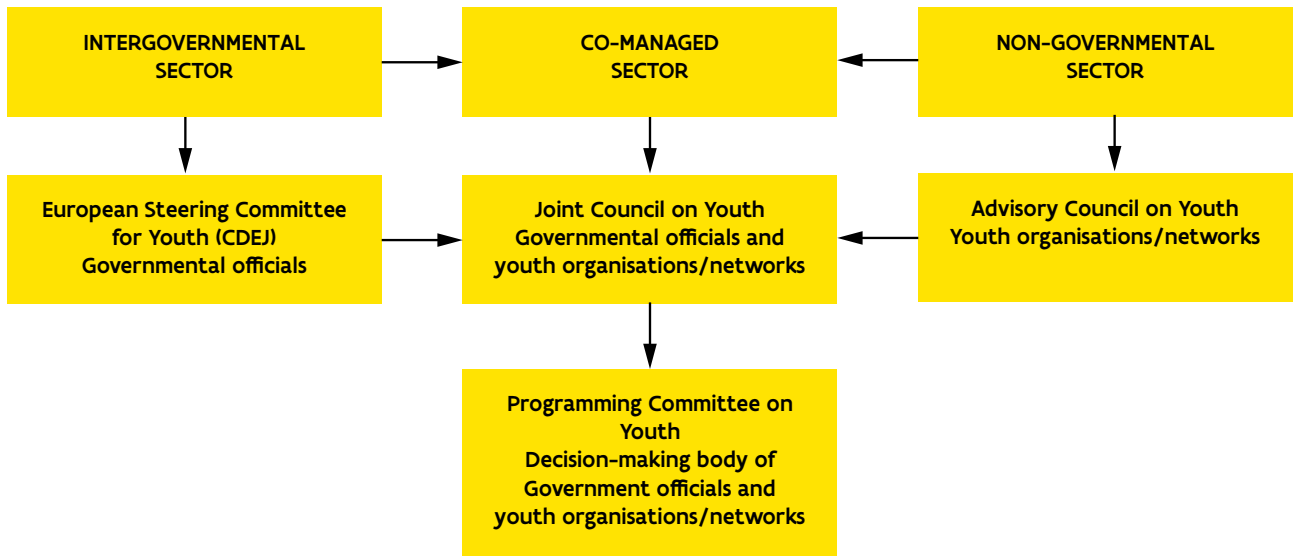 INTERGOVERNMENTAL
SECTOR
CO-MANAGED
SECTOR
NON-GOVERNMENTAL
SECTOR
European Steering Committee
for Youth (CDEJ)
Governmental officials
Joint Council on Youth
Governmental officials and
youth organisations/networks
Advisory Council on Youth
Youth organisations/networks
Programming Committee on
Youth
Decision-making body of
Government officials and
youth organisations/networks